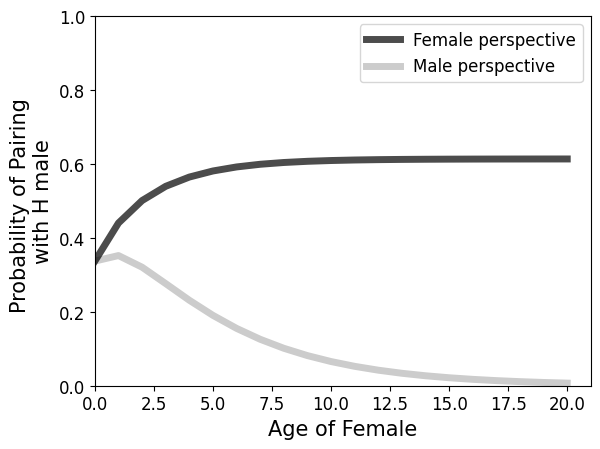 Female perspective
Male perspective
Probability of Pairing
with H male
1.0
0.8
0.6
0.4
0.2
0.0
0.0 2.5 5.0 7.5 10.0 12.5 15.0 17.5 20.0
Age of Female